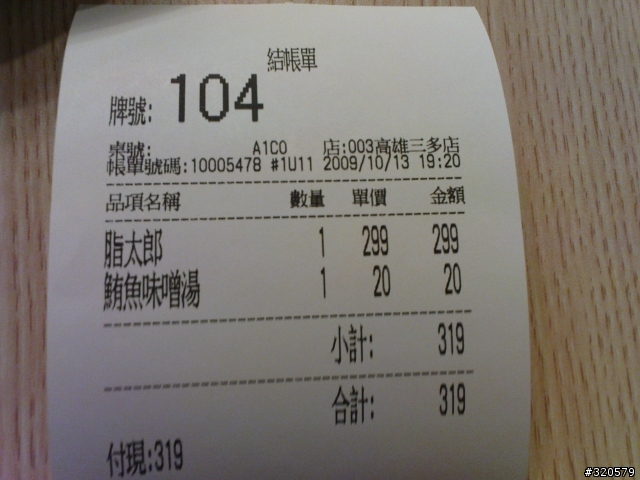 結帳單
牌號: 104
桌號: A1C0 店:003高雄三多店
帳單號碼:10005478 #1U11 2009/10/13 19:20
品項名稱 數量 單價 金額
脂太郎 1 299 299
鮪魚味噌湯 1 20 20
小計: 319
合計: 319
付現:319
#320579